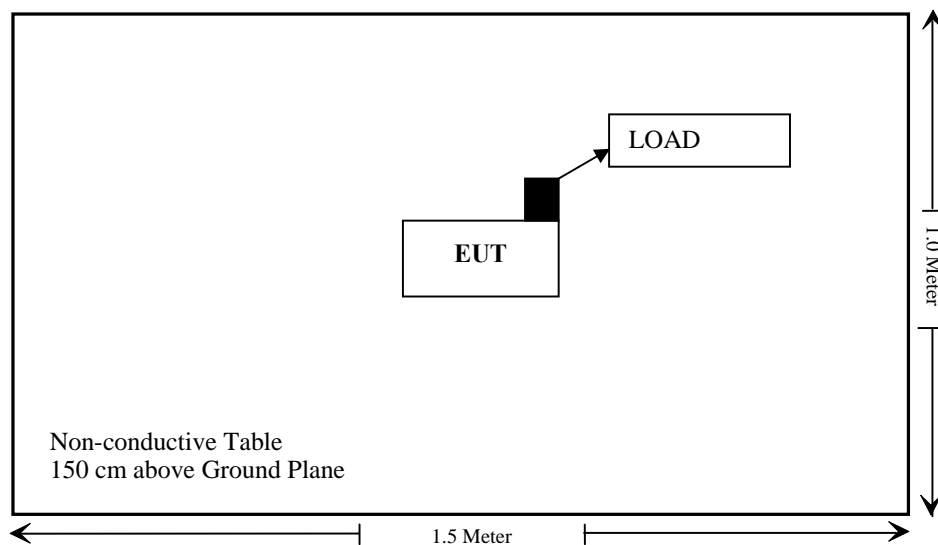 LOAD
EUT
1.0 Meter
Non-conductive Table
150 cm above Ground Plane
1.5 Meter